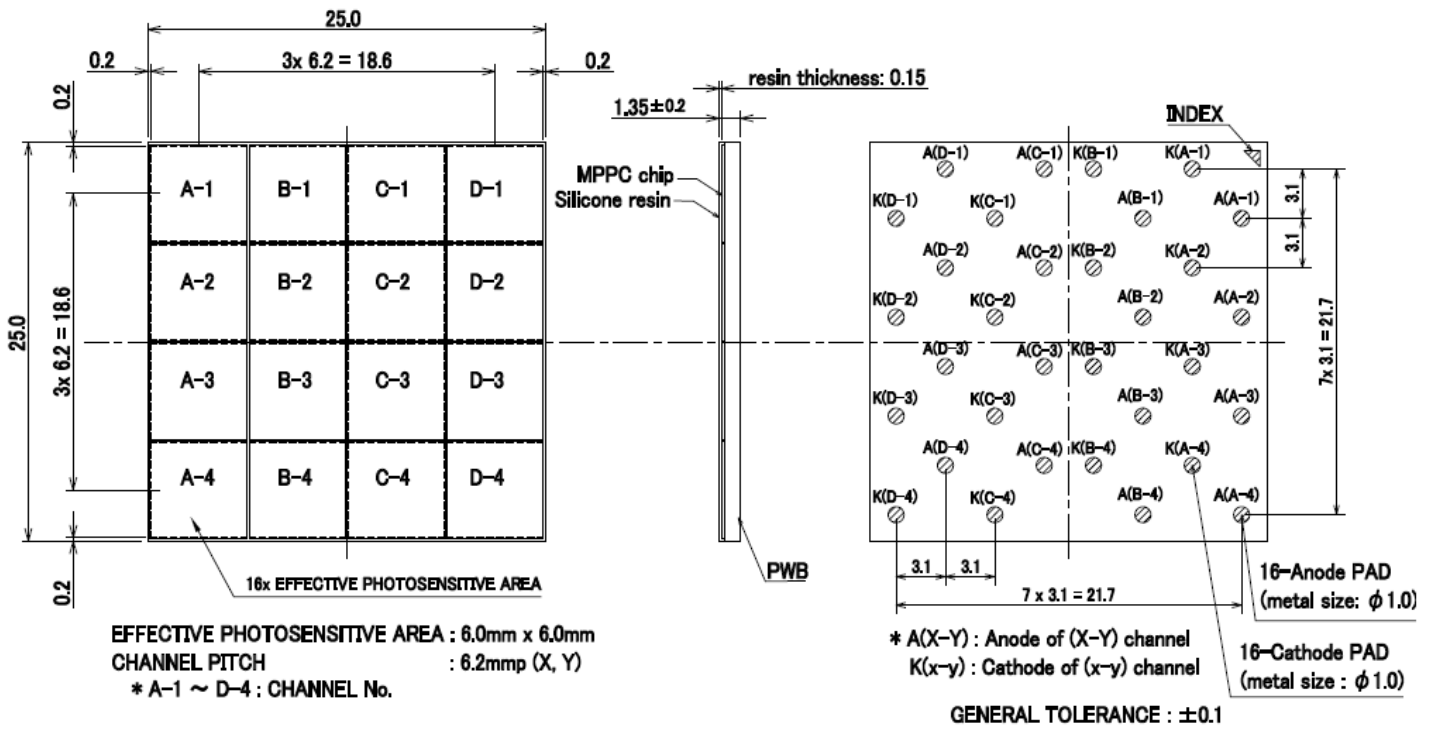 25.0
0.2
3x 6.2 = 18.6
0.2
0.2
25.0
3x 6.2 = 18.6
0.2
A-1 B-1 C-1 D-1
A-2 B-2 C-2 D-2
A-3 B-3 C-3 D-3
A-4 B-4 C-4 D-4
16x EFFECTIVE PHOTOSENSITIVE AREA
EFFECTIVE PHOTOSENSITIVE AREA : 6.0mm x 6.0mm
CHANNEL PITCH : 6.2mmp (X, Y)
* A-1 ~ D-4 : CHANNEL No.
resin thickness: 0.15
1.35±0.2
MPPC chip
Silicone resin
PWB
INDEX
A(D-1) A(C-1) K(B-1) K(A-1)
K(D-1) K(C-1) A(B-1) A(A-1)
A(D-2) A(C-2) K(B-2) K(A-2)
K(D-2) K(C-2) A(B-2) A(A-2)
A(D-3) A(C-3) K(B-3) K(A-3)
K(D-3) K(C-3) A(B-3) A(A-3)
A(D-4) A(C-4) K(B-4) K(A-4)
K(D-4) K(C-4) A(B-4) A(A-4)
3.1
3.1
7x 3.1 = 21.7
3.1 3.1
7 x 3.1 = 21.7
16-Anode PAD
(metal size: φ1.0)
16-Cathode PAD
(metal size : φ1.0)
* A(X-Y) : Anode of (X-Y) channel
K(x-y) : Cathode of (x-y) channel
GENERAL TOLERANCE : ±0.1